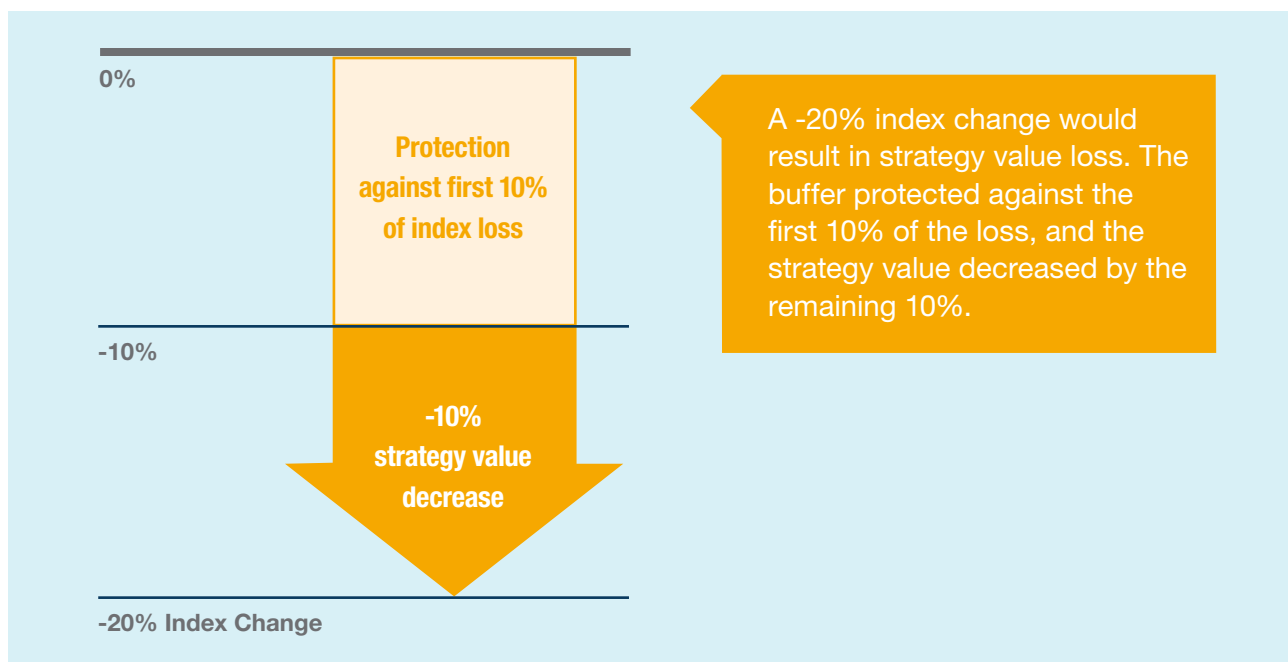 0%
Protection
against first 10%
of index loss
A -20% index change would
result in strategy value loss. The
buffer protected against the
first 10% of the loss, and the
strategy value decreased by the
remaining 10%.
-10%
-10%
strategy value
decrease
-20% Index Change